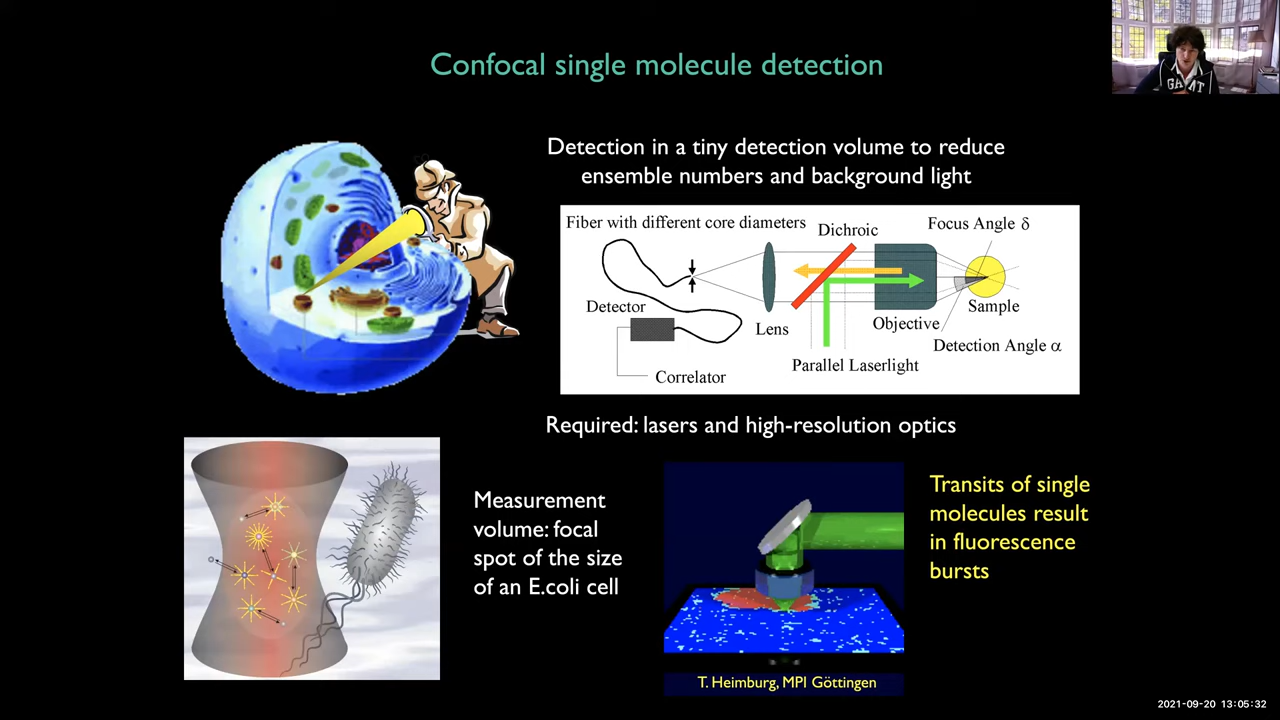 Confocal single molecule detection
Detection in a tiny detection volume to reduce
ensemble numbers and background light
Fiber with different core diameters
Dichroic
Focus Angle δ
Detector
Lens
Objective
Sample
Detection Angle α
Parallel Laserlight
Correlator
Required: lasers and high-resolution optics
Measurement
volume: focal
spot of the size
of an E.coli cell
Transits of single
molecules result
in fluorescence
bursts
T. Heimburg, MPI Göttingen
2021-09-20 13:05:32